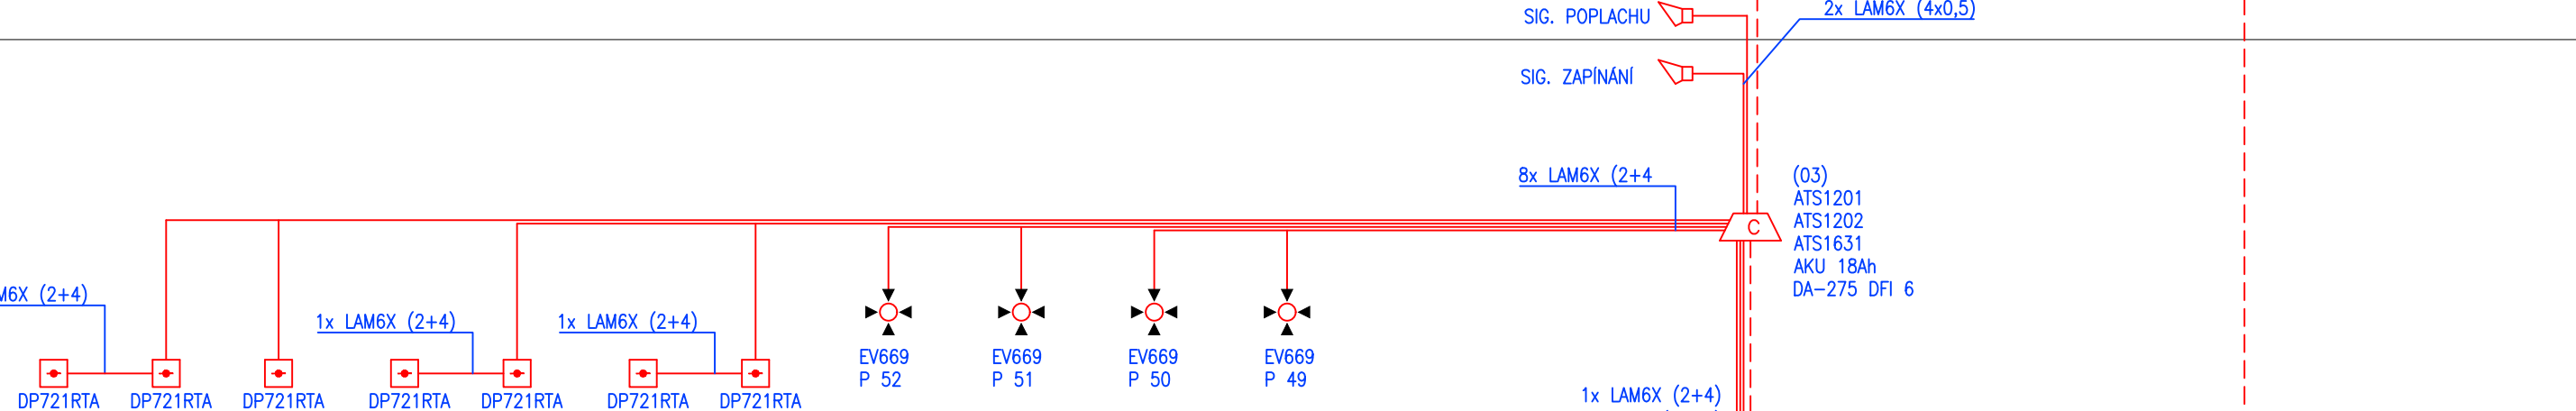 2x LAM6X (4x0,5)
SIG. POPLACHU
SIG. ZAPÍNÁNÍ
8x LAM6X (2+4
C
(03)
ATS1201
ATS1202
ATS1631
AKU 18Ah
DA-275 DFI 6
M6X (2+4)
1x LAM6X (2+4)
1x LAM6X (2+4)
EV669
P 52
EV669
P 51
EV669
P 50
EV669
P 49
DP721RTA
DP721RTA
DP721RTA
DP721RTA
DP721RTA
DP721RTA
DP721RTA
1x LAM6X (2+4)